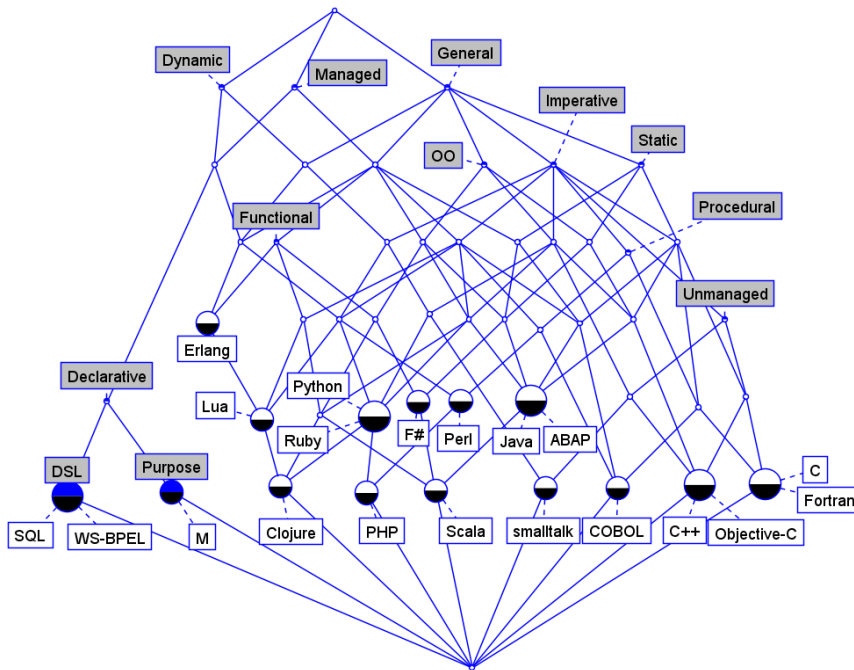 General
Dynamic
Managed
Imperative
Static
OO
Procedural
Functional
Unmanaged
Erlang
Declarative
Python
Lua
Ruby
F#
Perl
Java
ABAP
DSL
Purpose
C
Fortran
SQL
WS-BPEL
M
Clojure
PHP
Scala
smalltalk
COBOL
C++
Objective-C